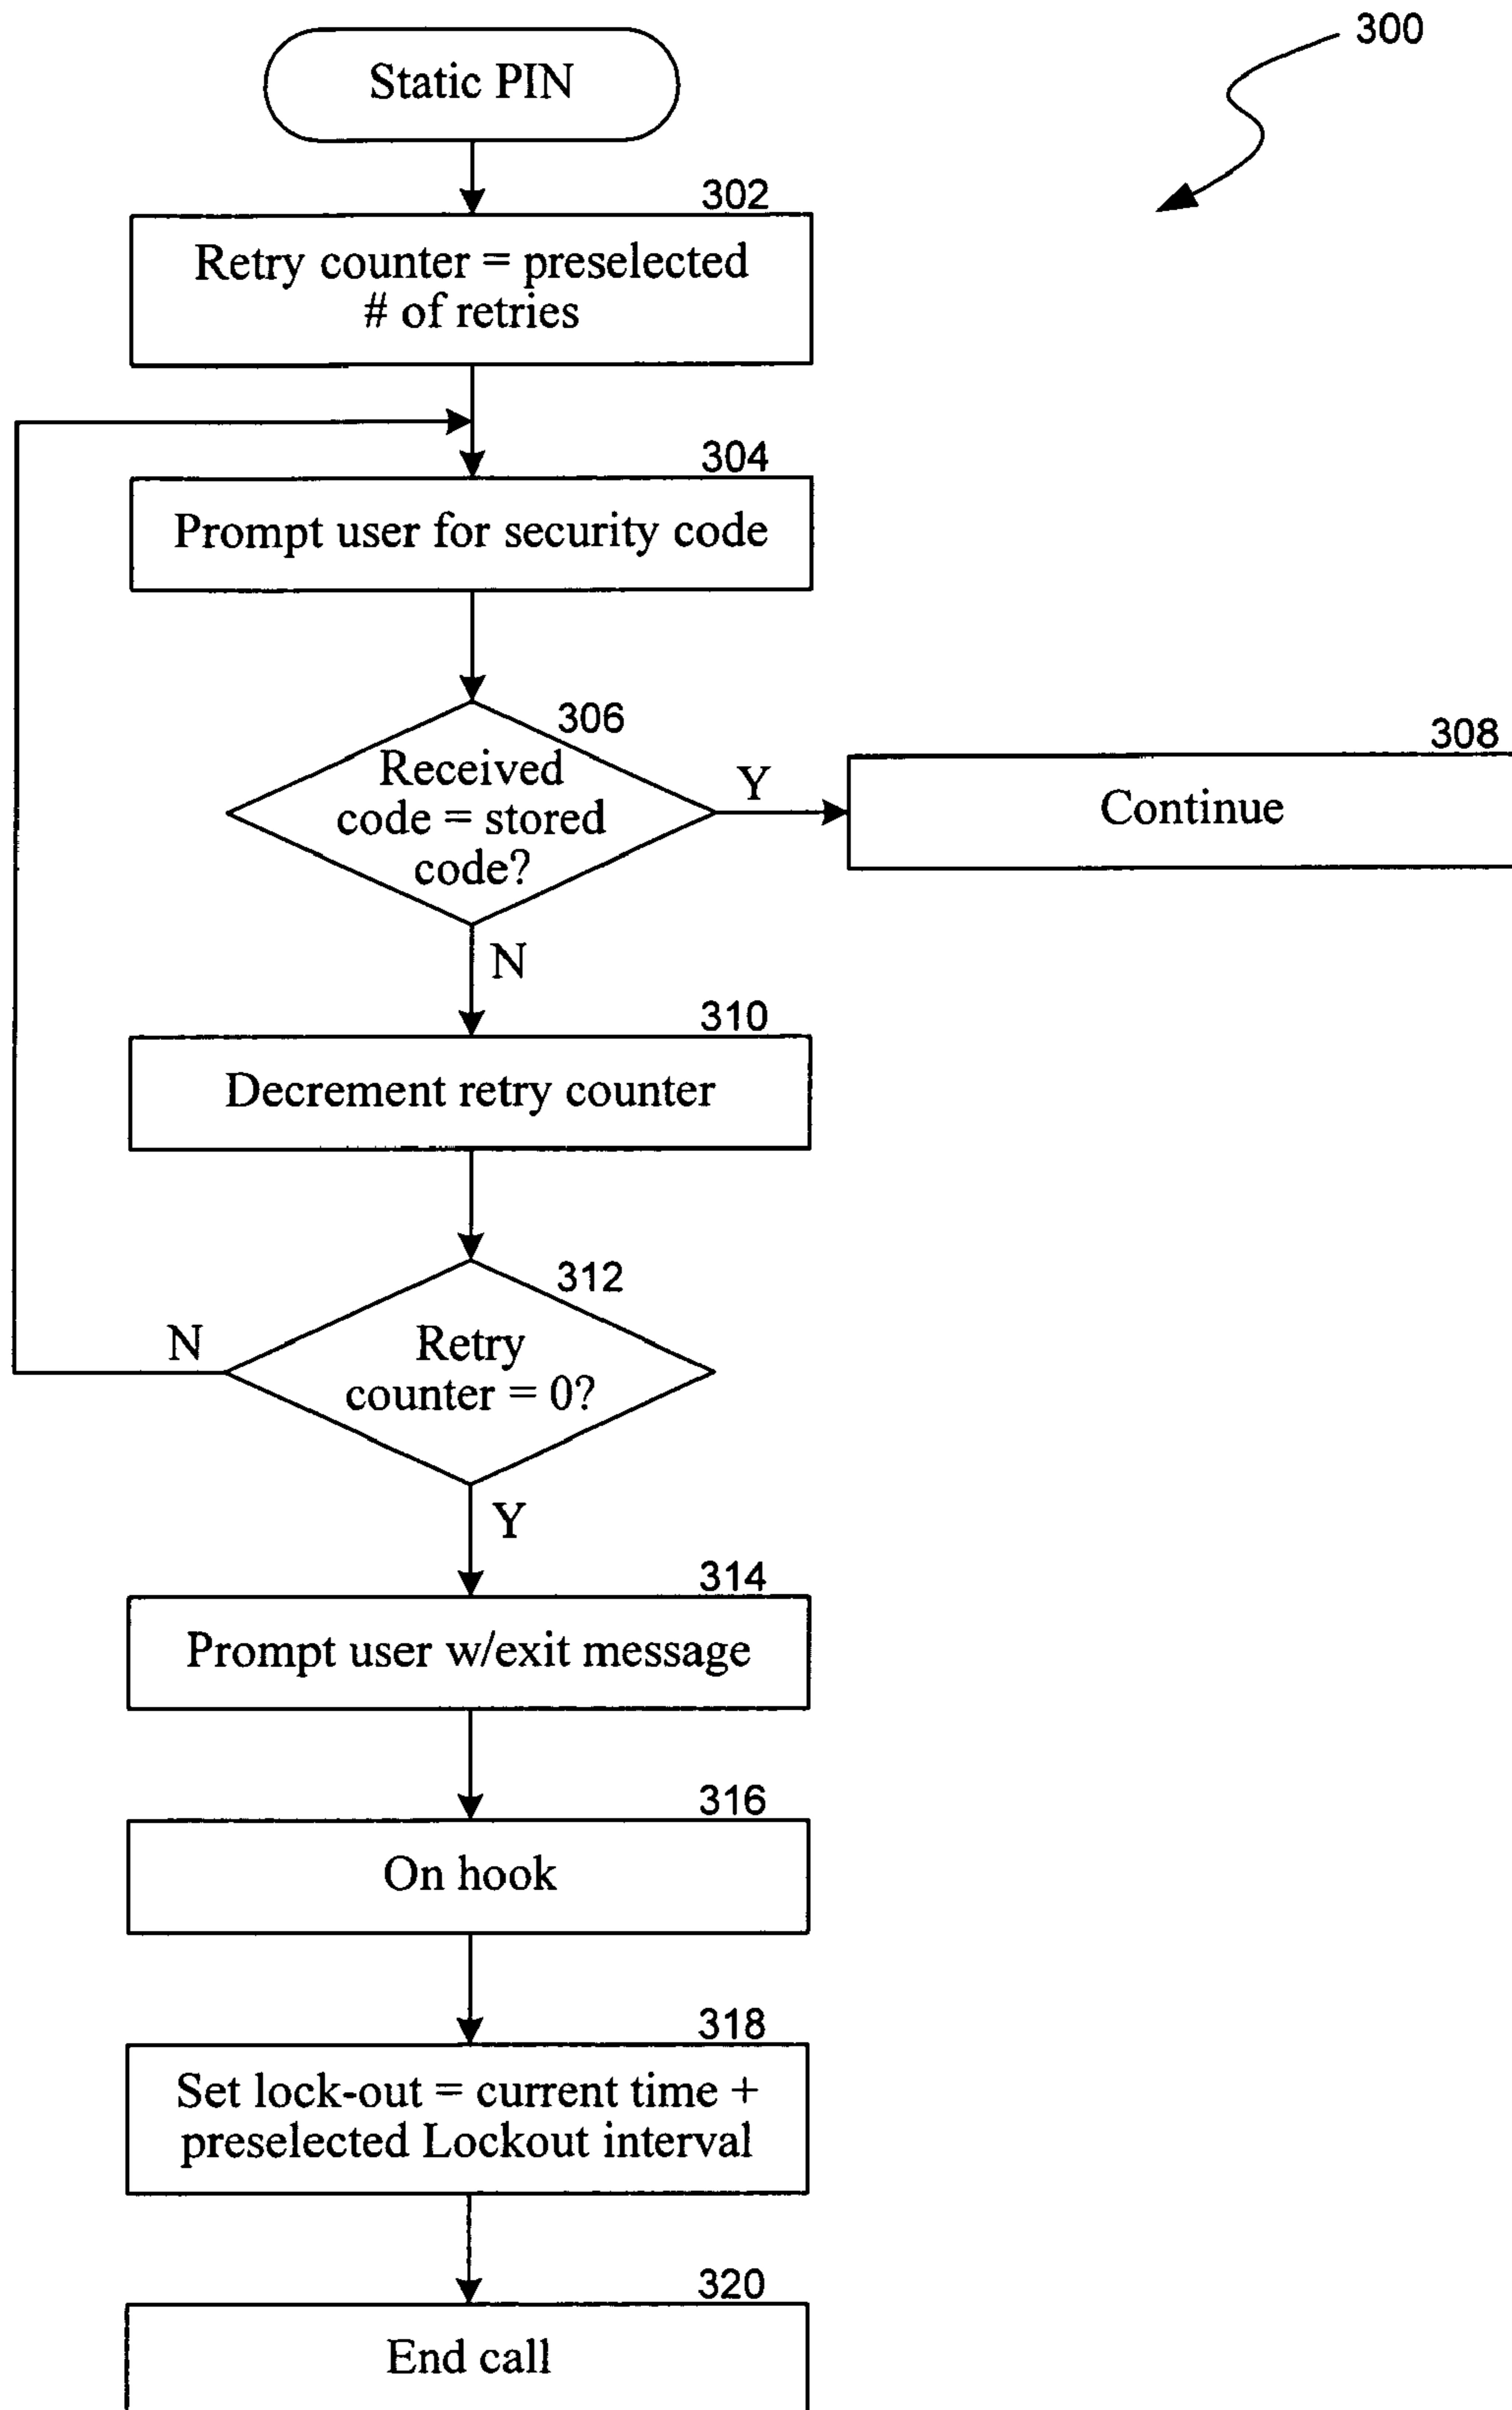 300
Static PIN
302
Retry counter = preselected
# of retries
304
Prompt user for security code
306
Received
code = stored
code?
Y
308
Continue
N
310
Decrement retry counter
312
Retry
counter = 0?
N
Y
314
Prompt user w/exit message
316
On hook
318
Set lock-out = current time +
preselected Lockout interval
320
End call